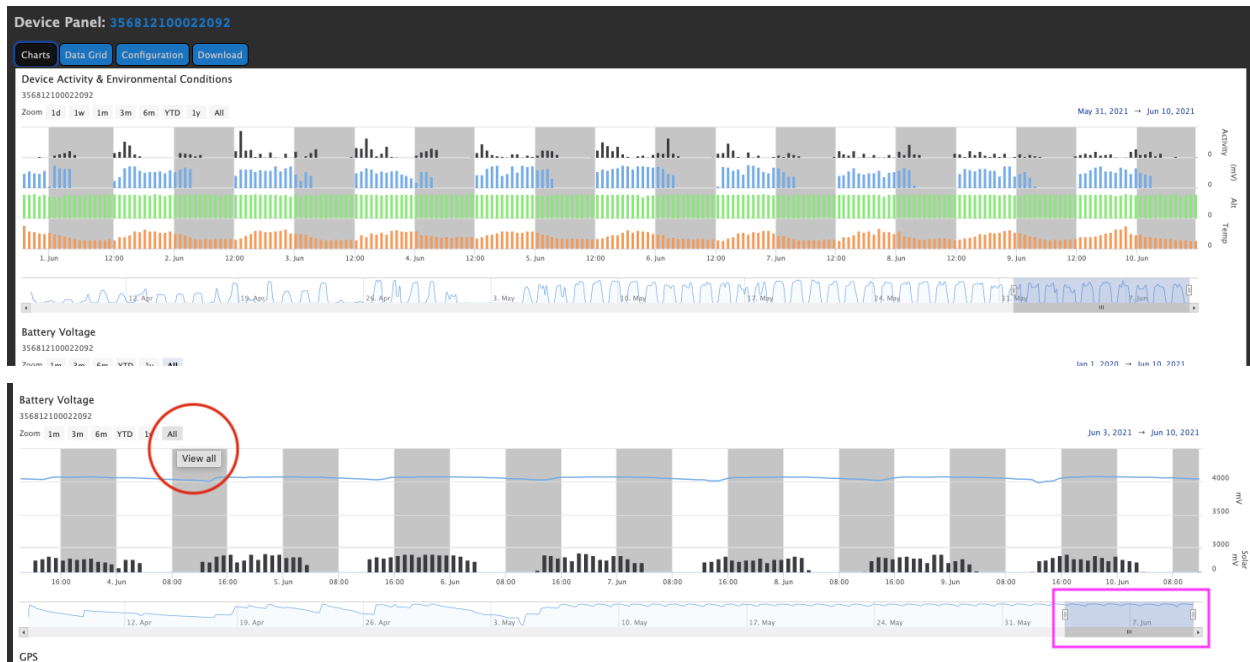 Device Panel: 356812100022092
Charts Data Grid Configuration Download
Device Activity & Environmental Conditions
356812100022092
Zoom 1d 1w 1m 3m 6m YTD 1y All
May 31, 2021 → Jun 10, 2021
Activity
0
(mV)
0
Alt
0
Temp
0
1. Jun 12:00 2. Jun 12:00 3. Jun 12:00 4. Jun 12:00 5. Jun 12:00 6. Jun 12:00 7. Jun 12:00 8. Jun 12:00 9. Jun 12:00 10. Jun
12. Apr 19. Apr 26. Apr 3. May 10. May 17. May 24. May 31. May 7. Jun
Battery Voltage
356812100022092
Zoom 1m 3m 6m YTD 1y All
Jan 1, 2020 → Jun 10, 2021
Battery Voltage
356812100022092
Zoom 1m 3m 6m YTD 1y All
Jun 3, 2021 → Jun 10, 2021
View all
4000
mV
3500
3000
Solar
mV
0
16:00 4. Jun 08:00 16:00 5. Jun 08:00 16:00 6. Jun 08:00 16:00 7. Jun 08:00 16:00 8. Jun 08:00 16:00 9. Jun 08:00 16:00 10. Jun 08:00
12. Apr 19. Apr 26. Apr 3. May 10. May 17. May 24. May 31. May 7. Jun
GPS